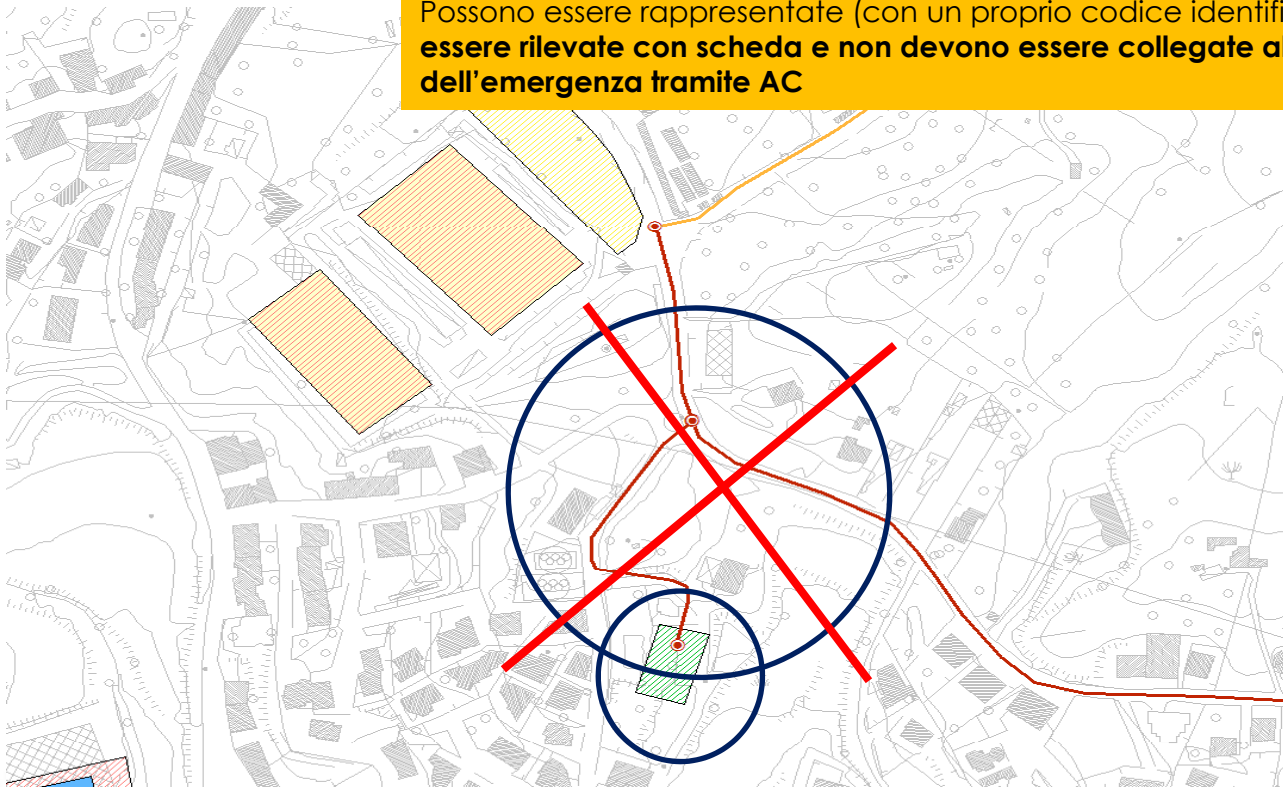 Possono essere rappresentate (con un proprio codice
essere rilevate con scheda e non devono essere collegate
dell’emergenza tramite AC